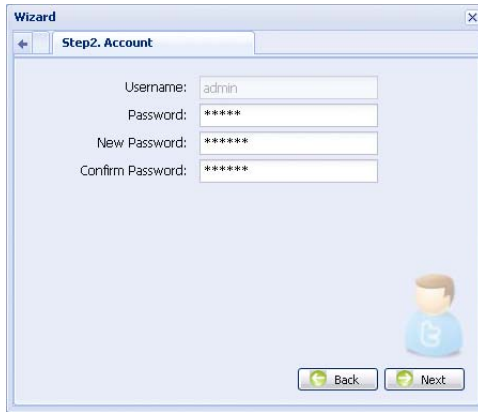 Wizard
Step2. Account
Username: admin
Password: *****
New Password: ******
Confirm Password: ******
Back Next